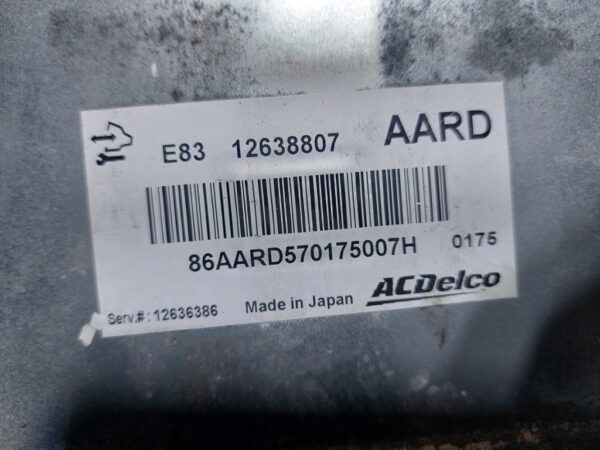 E83 12638807 AARD
86AARD570175007H 0175
Serv.#:12636386 Made in Japan ACDelco